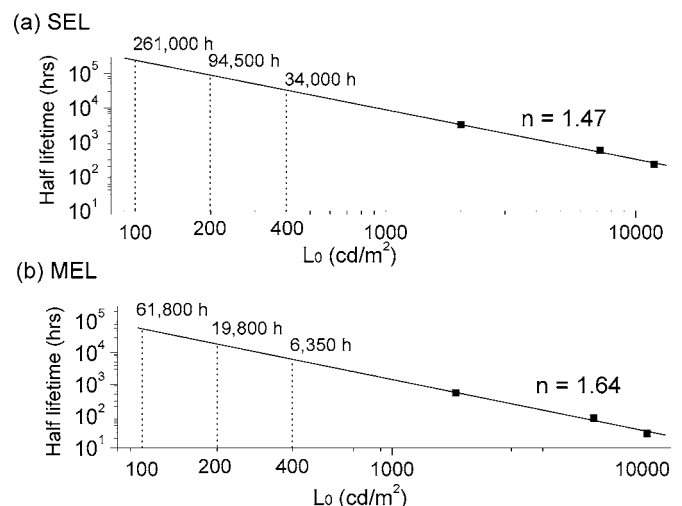 (a) SEL
Half lifetime (hrs)
10⁵
10⁴
10³
10²
10¹
261,000 h
94,500 h
34,000 h
n = 1.47
100 200 400 1000 10000
L₀ (cd/m²)
(b) MEL
Half lifetime (hrs)
10⁵
10⁴
10³
10²
10¹
61,800 h
19,800 h
6,350 h
n = 1.64
100 200 400 1000 10000
L₀ (cd/m²)